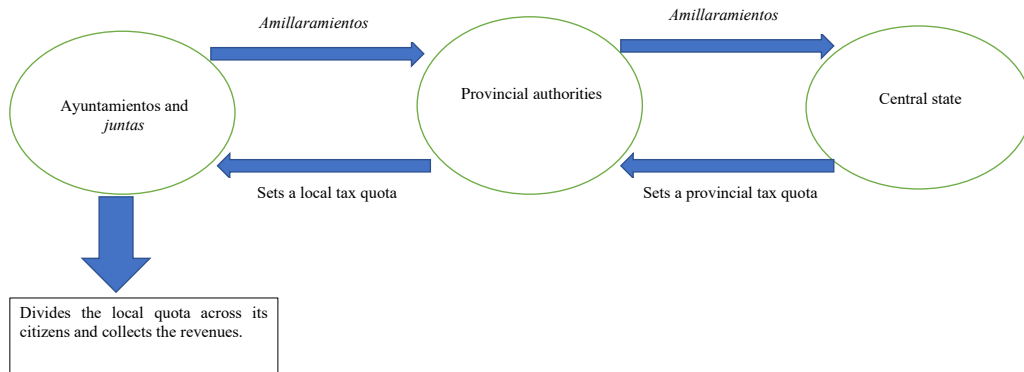 Amillaramientos
Amillaramientos
Ayuntamientos and
juntas
Provincial authorities
Central state
Sets a local tax quota
Sets a provincial tax quota
Divides the local quota across its
citizens and collects the revenues.